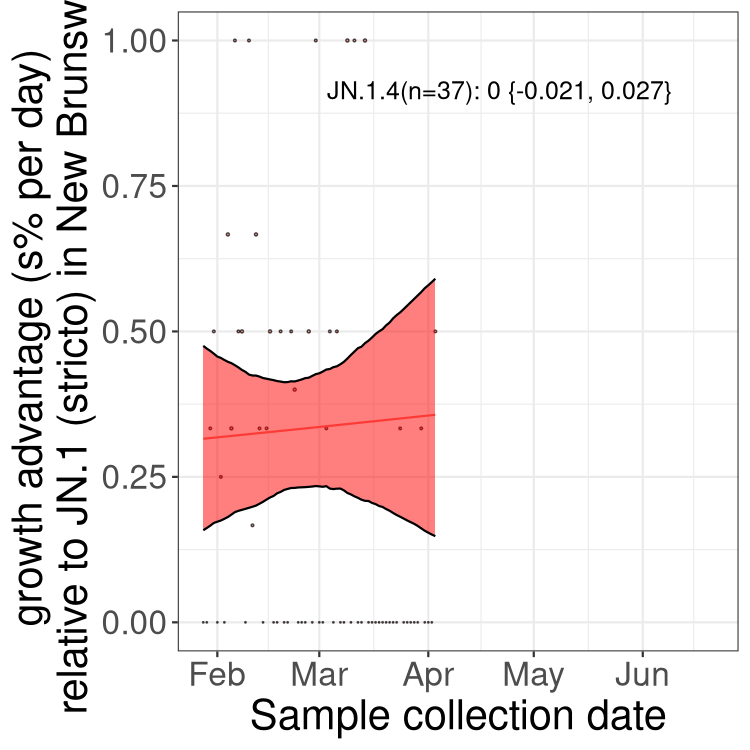 growth advantage (s% per day)
relative to JN.1 (stricto) in New Brunsw
1.00
0.75
0.50
0.25
0.00
JN.1.4(n=37): 0 {-0.021, 0.027}
Feb Mar Apr May Jun
Sample collection date